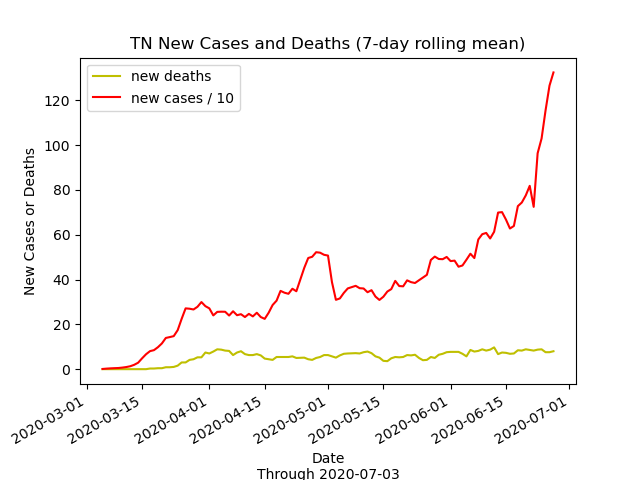 TN New Cases and Deaths (7-day rolling mean)
new deaths
new cases / 10
New Cases or Deaths
120
100
80
60
40
20
0
2020-03-01
2020-03-15
2020-04-01
2020-04-15
2020-05-01
2020-05-15
2020-06-01
2020-06-15
2020-07-01
Date
Through 2020-07-03